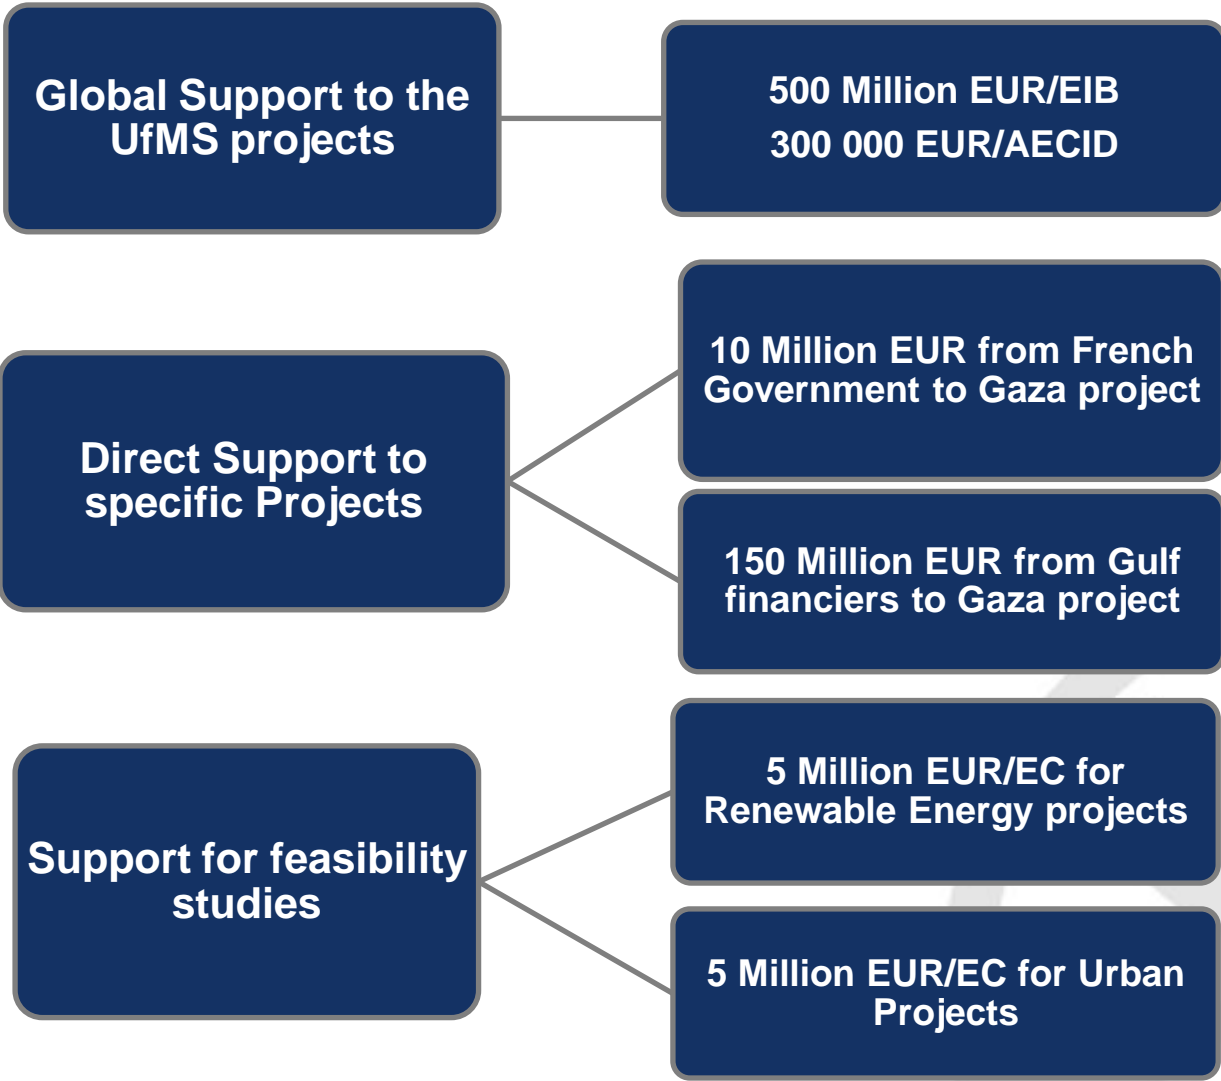 Global Support to the
UfMS projects
500 Million EUR/EIB
300 000 EUR/AECID
Direct Support to
specific Projects
10 Million EUR from French
Government to Gaza project
150 Million EUR from Gulf
financiers to Gaza project
Support for feasibility
studies
5 Million EUR/EC for
Renewable Energy projects
5 Million EUR/EC for Urban
Projects